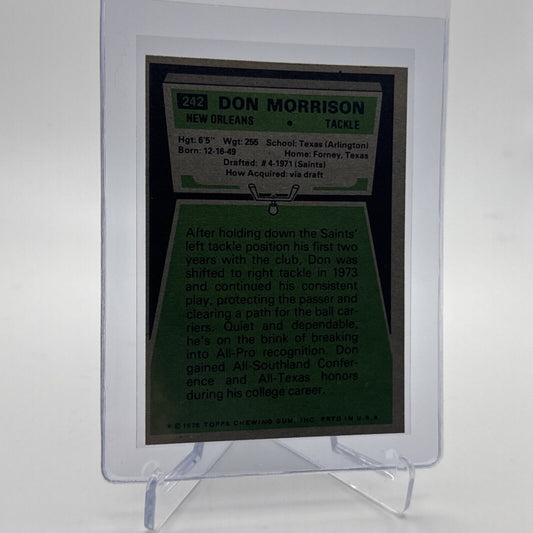 242 DON MORRISON
NEW ORLEANS • TACKLE
Hgt: 6'5" Wgt: 255 School: Texas (Arlington)
Born: 12-16-49 Home: Forney, Texas
Drafted: #4-1971 (Saints)
How Acquired: via draft
After holding down the Saints'
left tackle position his first two
years with the club, Don was
shifted to right tackle in 1973
and continued his consistent
play, protecting the passer and
clearing a path for the ball car-
riers. Quiet and dependable,
he's on the brink of breaking
into All-Pro recognition. Don
gained All-Southland Confer-
ence and All-Texas honors
during his college career.
* © 1975 TOPPS CHEWING GUM, INC. PRTD IN U.S.A.